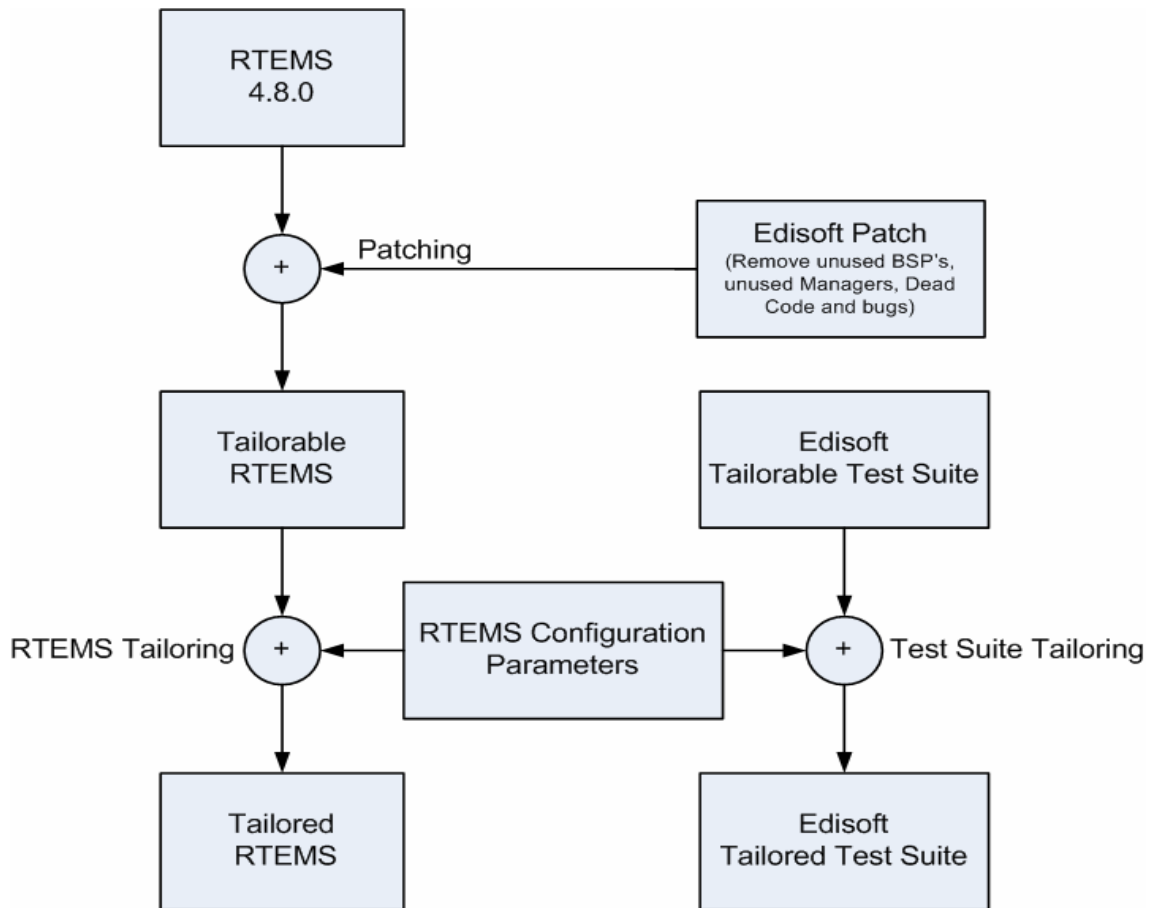 RTEMS
4.8.0
Edisoft Patch
(Remove unused BSP's,
unused Managers, Dead
Code and bugs)
Patching
+
Tailorable
RTEMS
Edisoft
Tailorable Test Suite
RTEMS Configuration
Parameters
RTEMS Tailoring
+
+
Test Suite Tailoring
Tailored
RTEMS
Edisoft
Tailored Test Suite